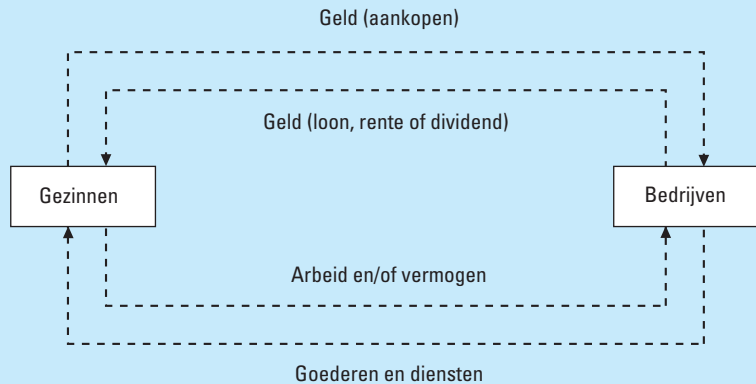 Geld (aankopen)
Geld (loon, rente of dividend)
Gezinnen
Bedrijven
Arbeid en/of vermogen
Goederen en diensten